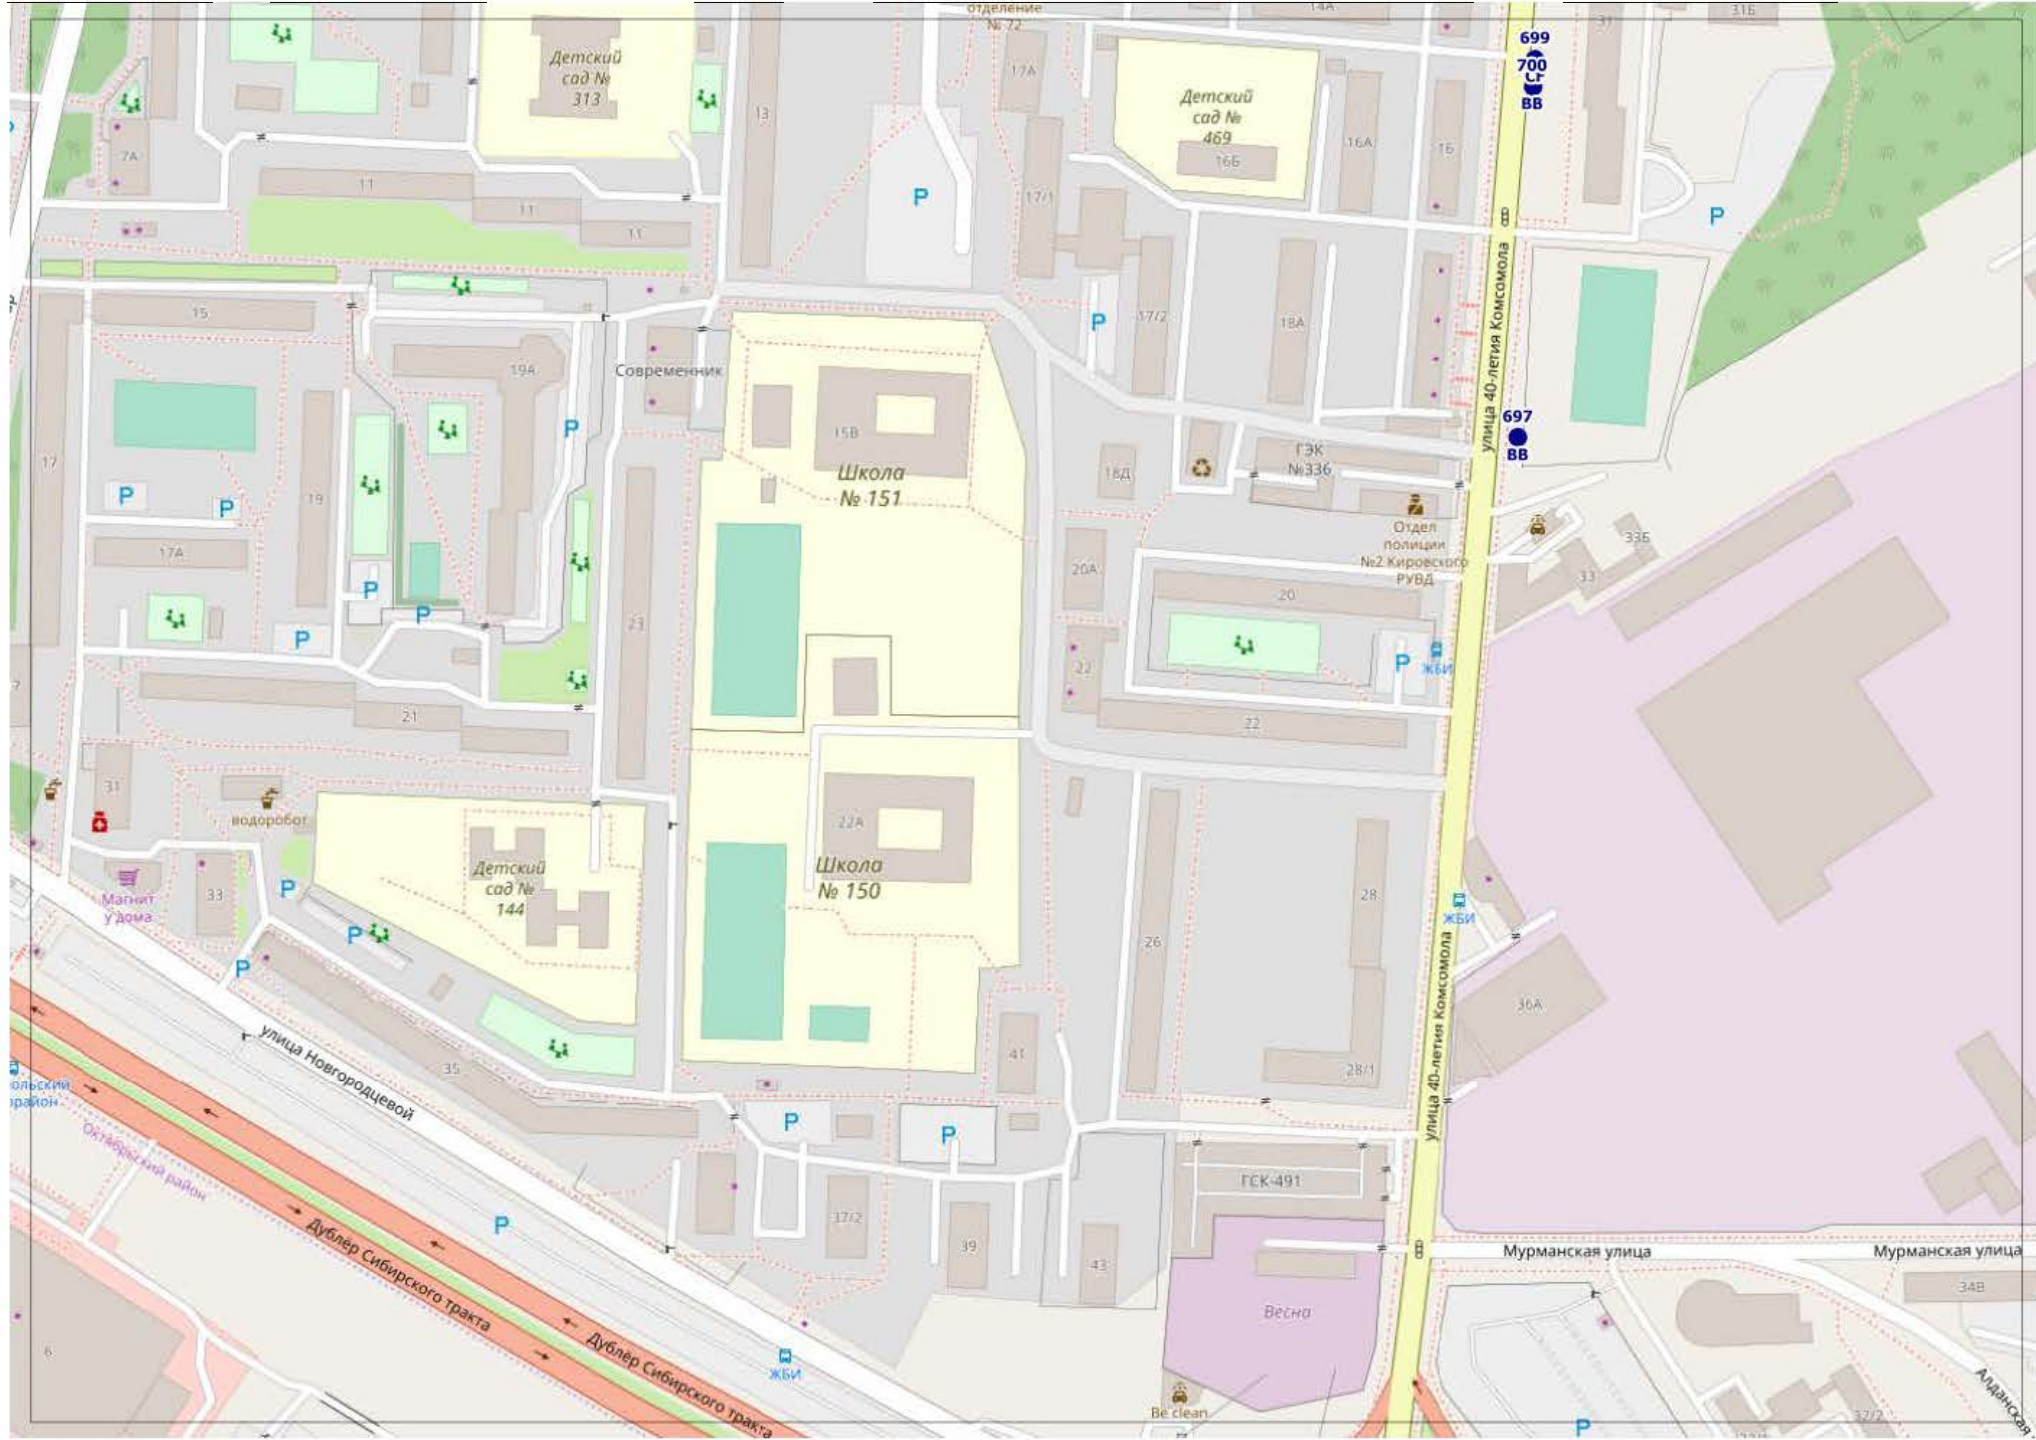 отделение
№ 72
14А
31
31Б
699
700
СГ
ВВ
Детский
сад №
313
13
17А
Детский
сад №
469
16Б
16А
16
7А
11
11
11
17/1
P
P
улица 40-летия Комсомола
15
19А
Современник
P
17/2
18А
P
697
ВВ
15В
Школа
№ 151
17
19
P
P
18Д
ГЭК
№336
Отдел
полиции
№2 Кировского
РУВД
17А
20А
20
33
33Б
P
P
P
23
22
P
ЖБИ
21
22
31
водоробот
22А
Школа
№ 150
Детский
сад №
144
Магнит
у дома
33
P
P
P
26
28
ЖБИ
36А
улица 40-летия Комсомола
улица Новгородцевой
35
41
28/1
P
P
Октябрьский район
ГСК-491
37/2
39
43
P
Дублёр Сибирского тракта
Дублёр Сибирского тракта
Мурманская улица
Мурманская улица
34В
Весна
6
ЖБИ
Be clean
P
32/2
Алданская